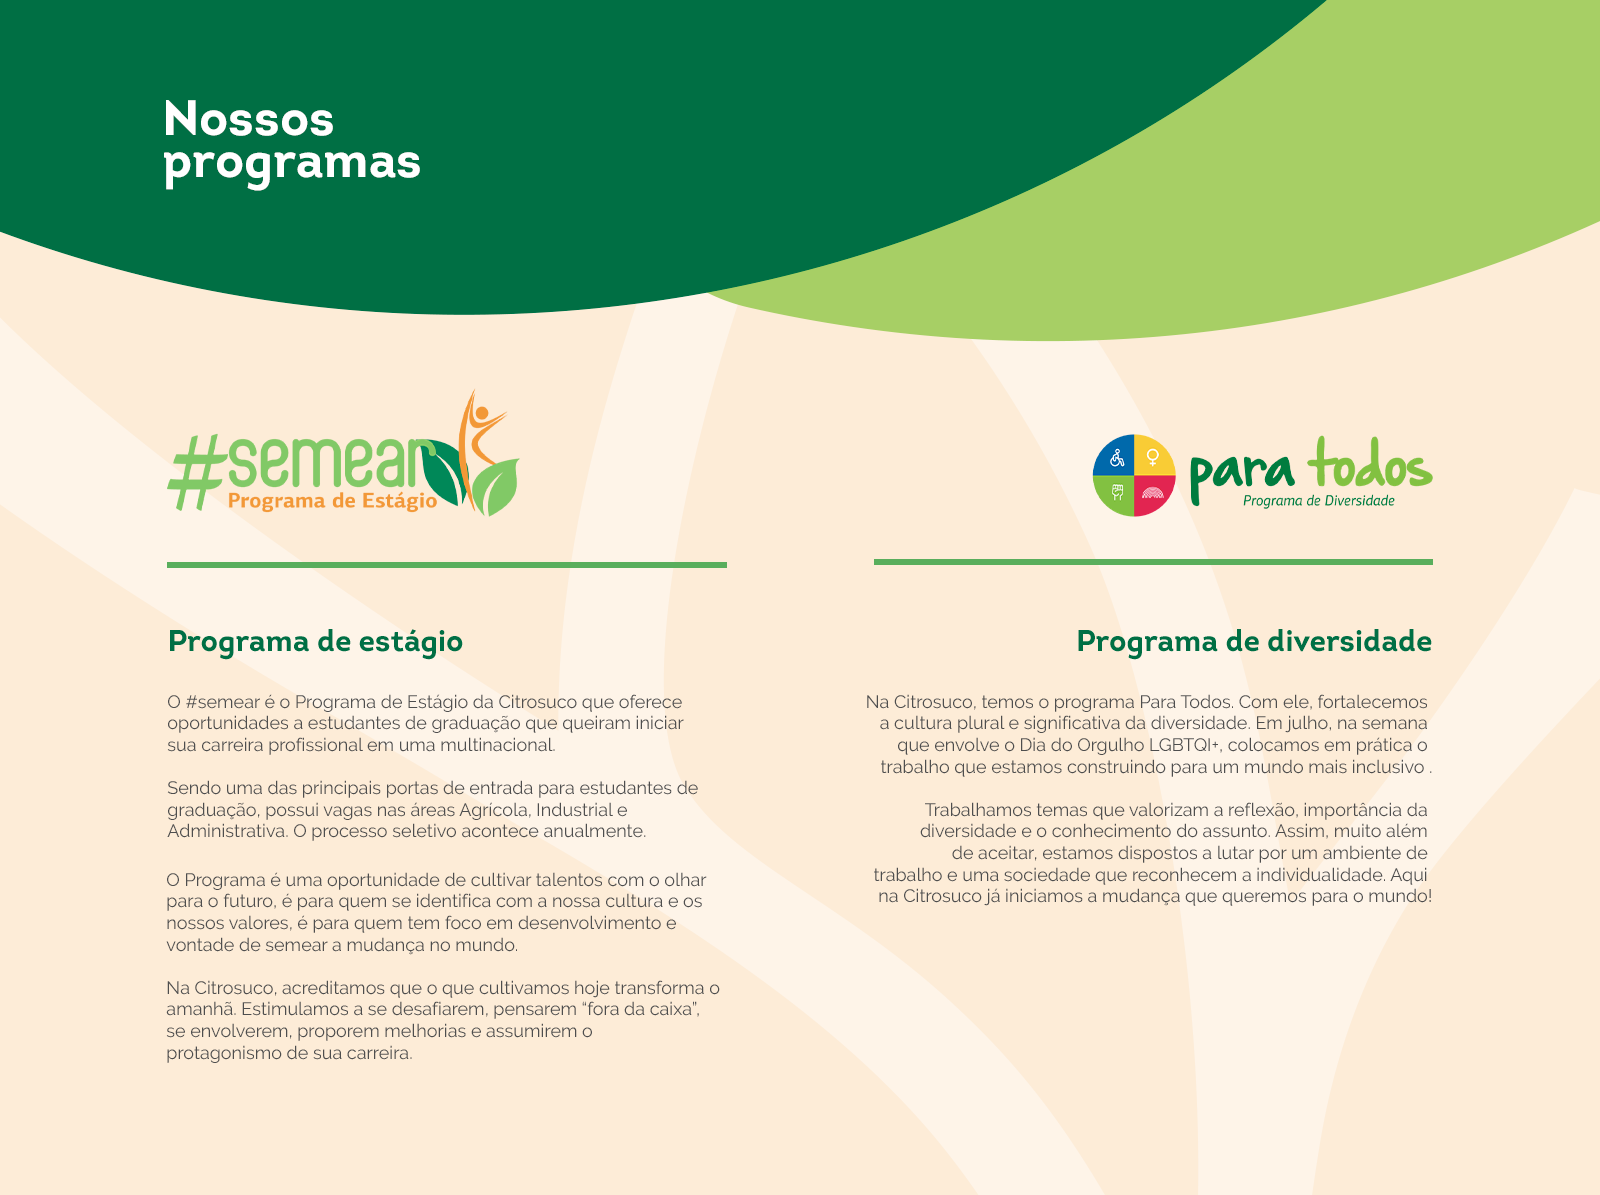 Nossos
programas
#semear
Programa de Estágio
Programa de estágio
O #semear é o Programa de Estágio da Citrosuco que oferece
oportunidades a estudantes de graduação que queiram iniciar
sua carreira profissional em uma multinacional.
Sendo uma das principais portas de entrada para estudantes de
graduação, possui vagas nas áreas Agrícola, Industrial e
Administrativa. O processo seletivo acontece anualmente.
O Programa é uma oportunidade de cultivar talentos com o olhar
para o futuro, é para quem se identifica com a nossa cultura e os
nossos valores, é para quem tem foco em desenvolvimento e
vontade de semear a mudança no mundo.
Na Citrosuco, acreditamos que o que cultivamos hoje transforma o
amanhã. Estimulamos a se desafiarem, pensarem “fora da caixa”,
se envolverem, proporem melhorias e assumirem o
protagonismo de sua carreira.
para todos
Programa de Diversidade
Programa de diversidade
Na Citrosuco, temos o programa Para Todos. Com ele, fortalecemos
a cultura plural e significativa da diversidade. Em julho, na semana
que envolve o Dia do Orgulho LGBTQI+, colocamos em prática o
trabalho que estamos construindo para um mundo mais inclusivo .
Trabalhamos temas que valorizam a reflexão, importância da
diversidade e o conhecimento do assunto. Assim, muito além
de aceitar, estamos dispostos a lutar por um ambiente de
trabalho e uma sociedade que reconhecem a individualidade. Aqui
na Citrosuco já iniciamos a mudança que queremos para o mundo!